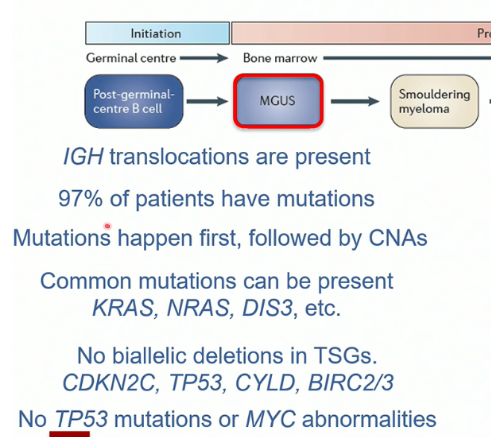 Initiation
Pr
Germinal centre
Bone marrow
Post-germinal-
centre B cell
MGUS
Smouldering
myeloma
IGH translocations are present
97% of patients have mutations
Mutations happen first, followed by CNAs
Common mutations can be present
KRAS, NRAS, DIS3, etc.
No biallelic deletions in TSGs.
CDKN2C, TP53, CYLD, BIRC2/3
No TP53 mutations or MYC abnormalities